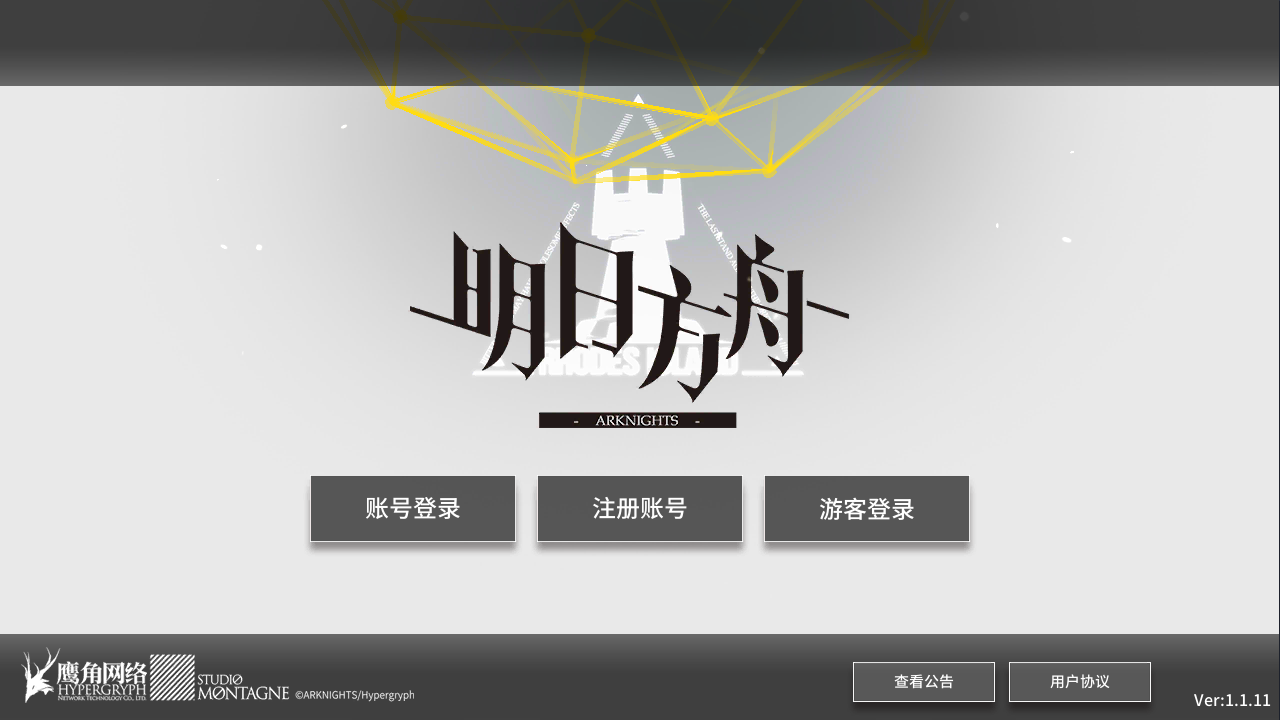 明日方舟
- ARKNIGHTS -
RHODES ISLAND
账号登录
注册账号
游客登录
鹰角网络
HYPERGRYPH
NETWORK TECHNOLOGY CO., LTD.
STUDIO
MONTAGNE
©ARKNIGHTS/Hypergryph
查看公告
用户协议
Ver:1.1.11